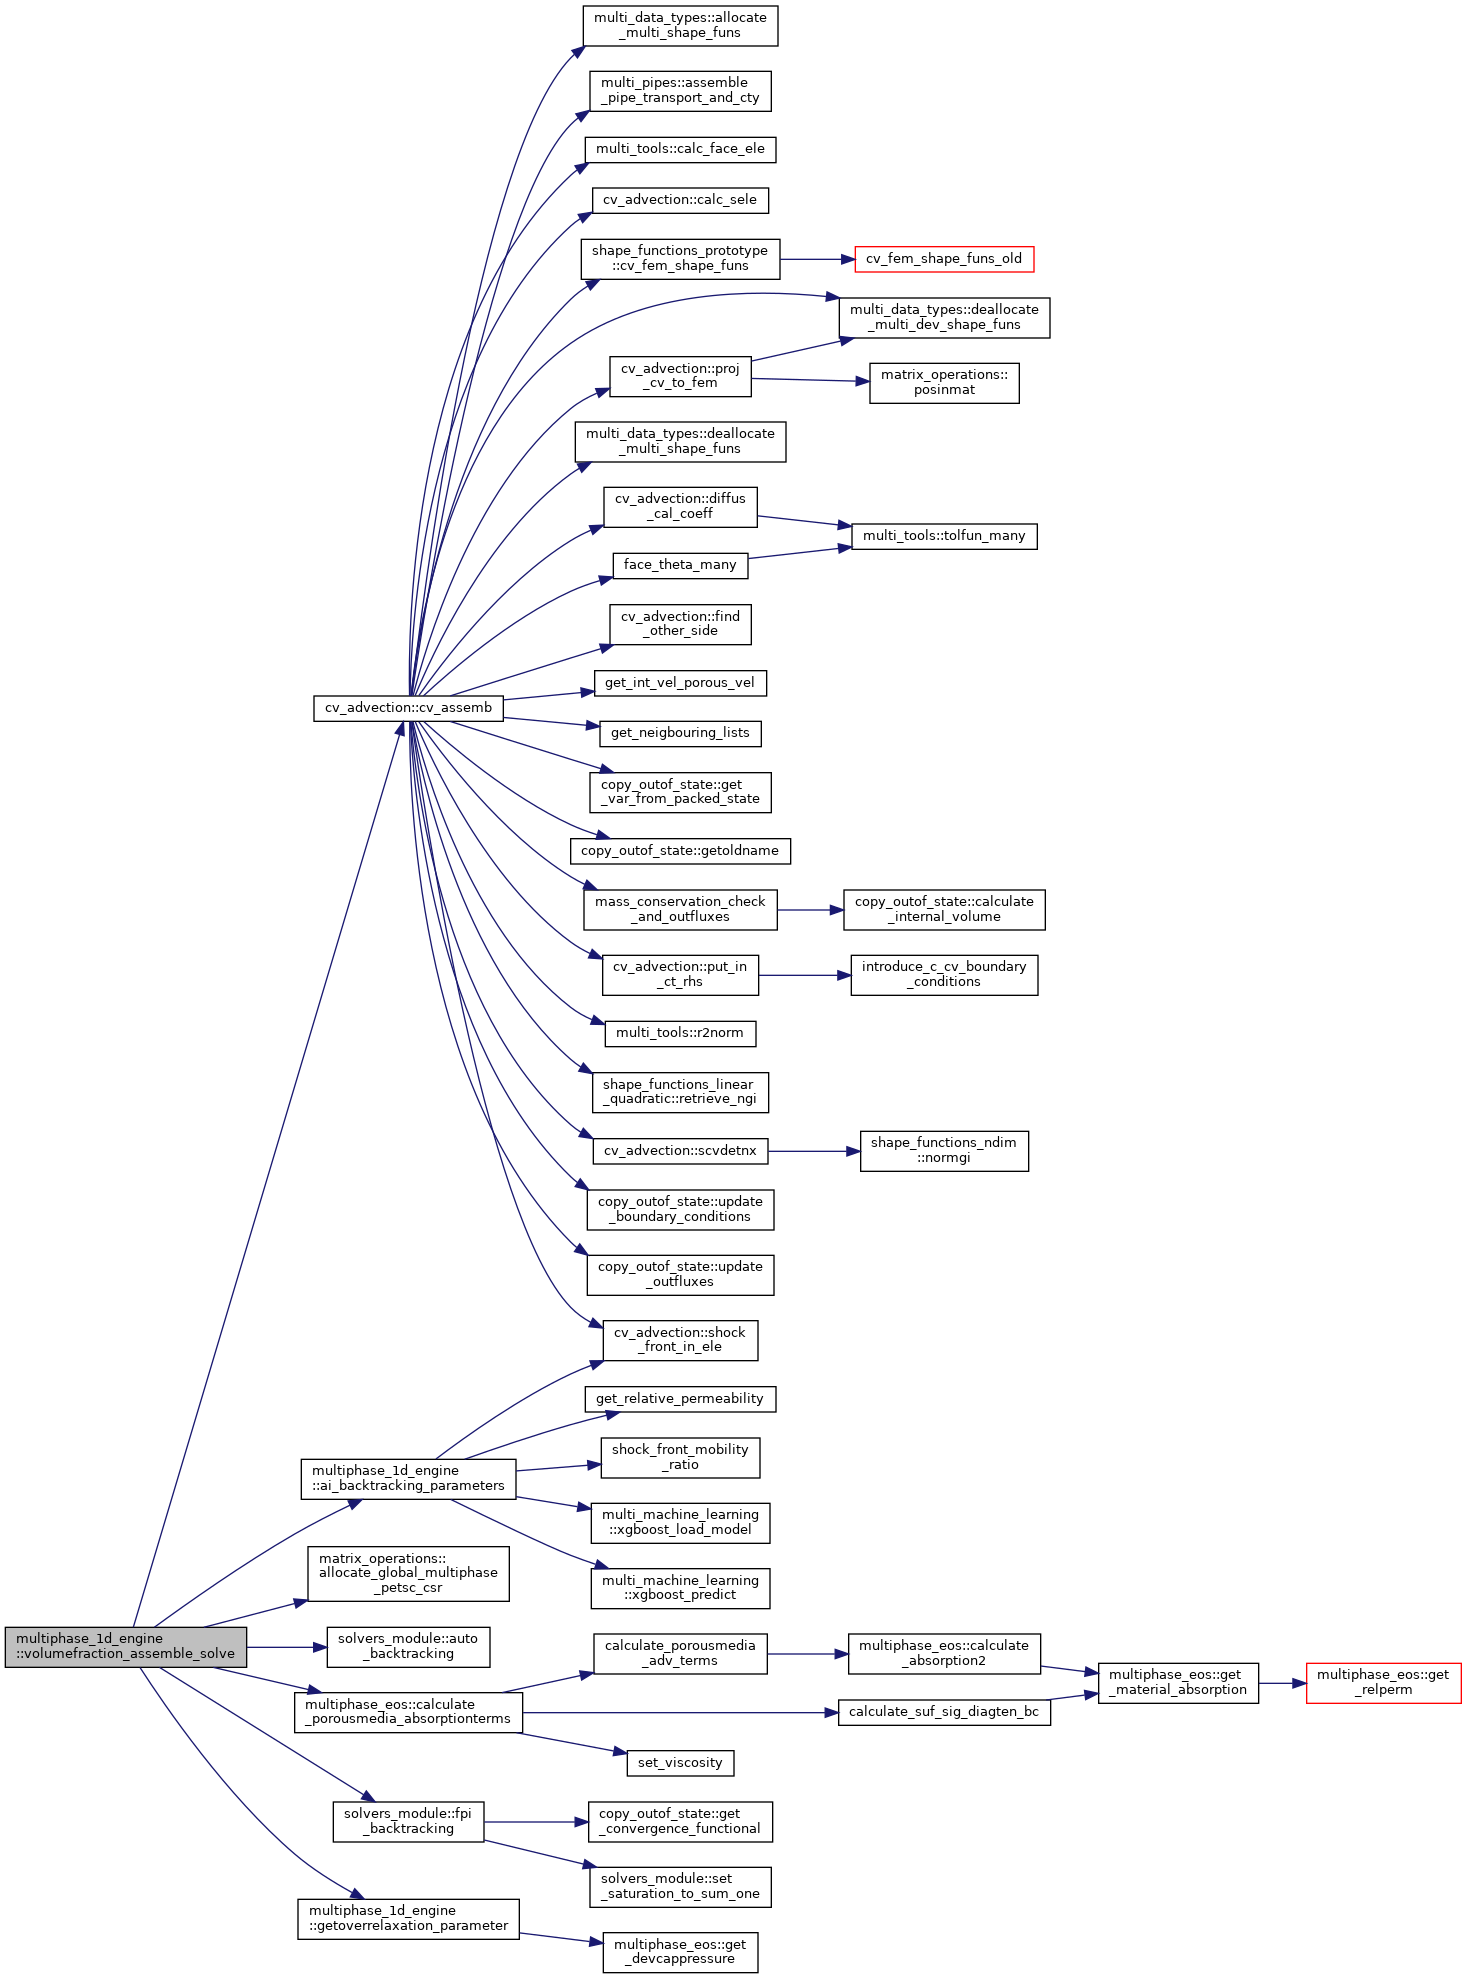 multi_data_types::allocate
_multi_shape_funs
multi_pipes::assemble
_pipe_transport_and_cty
multi_tools::calc_face_ele
cv_advection::calc_sele
shape_functions_prototype
::cv_fem_shape_funs
cv_fem_shape_funs_old
multi_data_types::deallocate
_multi_dev_shape_funs
cv_advection::proj
_cv_to_fem
matrix_operations::
posinmat
multi_data_types::deallocate
_multi_shape_funs
cv_advection::diffus
_cal_coeff
multi_tools::tolfun_many
face_theta_many
cv_advection::find
_other_side
get_int_vel_porous_vel
cv_advection::cv_assemb
get_neigbouring_lists
copy_outof_state::get
_var_from_packed_state
copy_outof_state::getoldname
mass_conservation_check
_and_outfluxes
copy_outof_state::calculate
_internal_volume
cv_advection::put_in
_ct_rhs
introduce_c_cv_boundary
_conditions
multi_tools::r2norm
shape_functions_linear
_quadratic::retrieve_ngi
cv_advection::scvdetnx
shape_functions_ndim
::normgi
copy_outof_state::update
_boundary_conditions
copy_outof_state::update
_outfluxes
cv_advection::shock
_front_in_ele
get_relative_permeability
multiphase_1d_engine
::ai_backtracking_parameters
shock_front_mobility
_ratio
multi_machine_learning
::xgboost_load_model
multi_machine_learning
::xgboost_predict
matrix_operations::
allocate_global_multiphase
_petsc_csr
multiphase_1d_engine
::volumefraction_assemble_solve
solvers_module::auto
_backtracking
calculate_porousmedia
_adv_terms
multiphase_eos::calculate
_absorption2
multiphase_eos::get
_material_absorption
multiphase_eos::get
_relperm
multiphase_eos::calculate
_porousmedia_absorptionterms
calculate_suf_sig_diagten_bc
set_viscosity
solvers_module::fpi
_backtracking
copy_outof_state::get
_convergence_functional
solvers_module::set
_saturation_to_sum_one
multiphase_1d_engine
::getoverrelaxation_parameter
multiphase_eos::get
_devcappressure